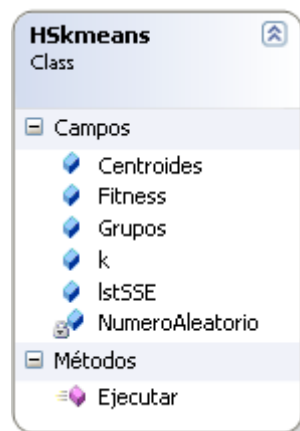 HSkmeans
Class
Campos
Centroides
Fitness
Grupos
k
lstSSE
NumeroAleatorio
Métodos
Ejecutar